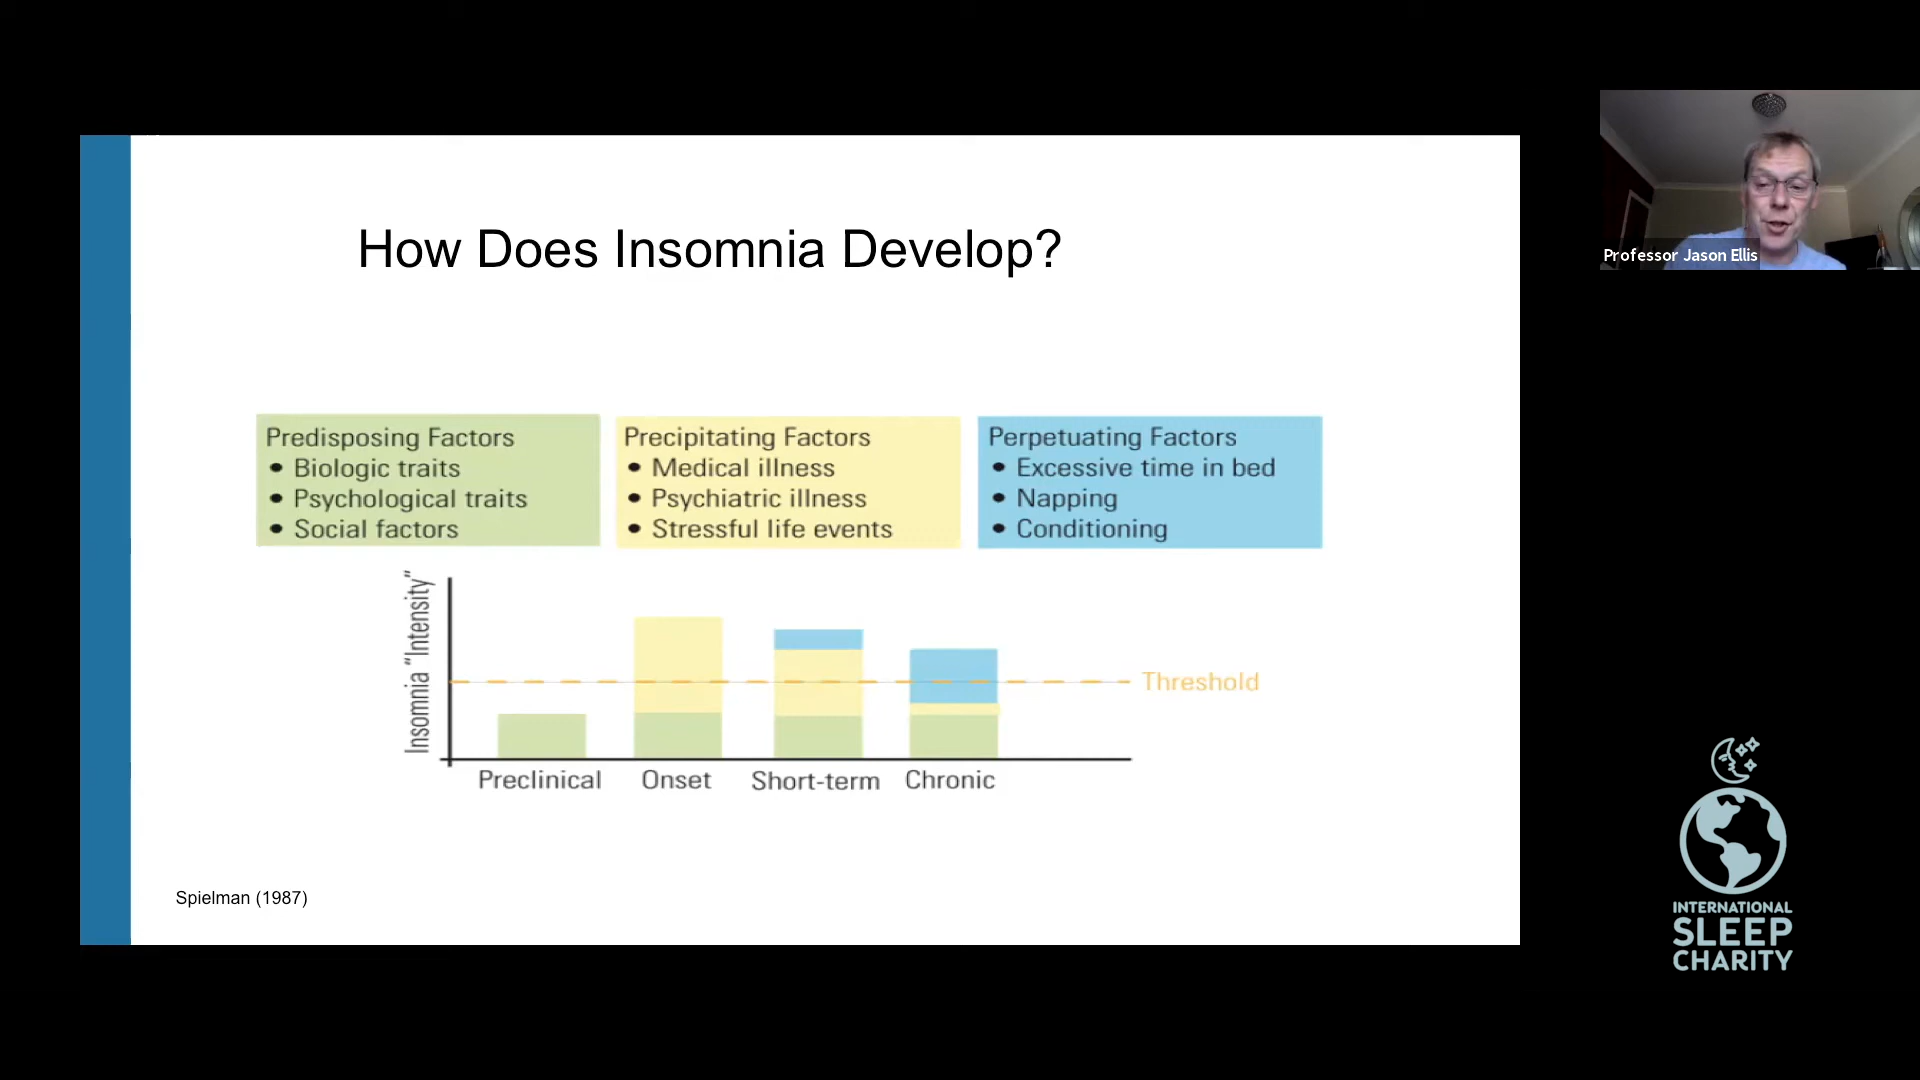 How Does Insomnia Develop?
Predisposing Factors
• Biologic traits
• Psychological traits
• Social factors
Precipitating Factors
• Medical illness
• Psychiatric illness
• Stressful life events
Perpetuating Factors
• Excessive time in bed
• Napping
• Conditioning
Insomnia “Intensity”
Threshold
Preclinical
Onset
Short-term
Chronic
Spielman (1987)
Professor Jason Ellis
INTERNATIONAL
SLEEP
CHARITY